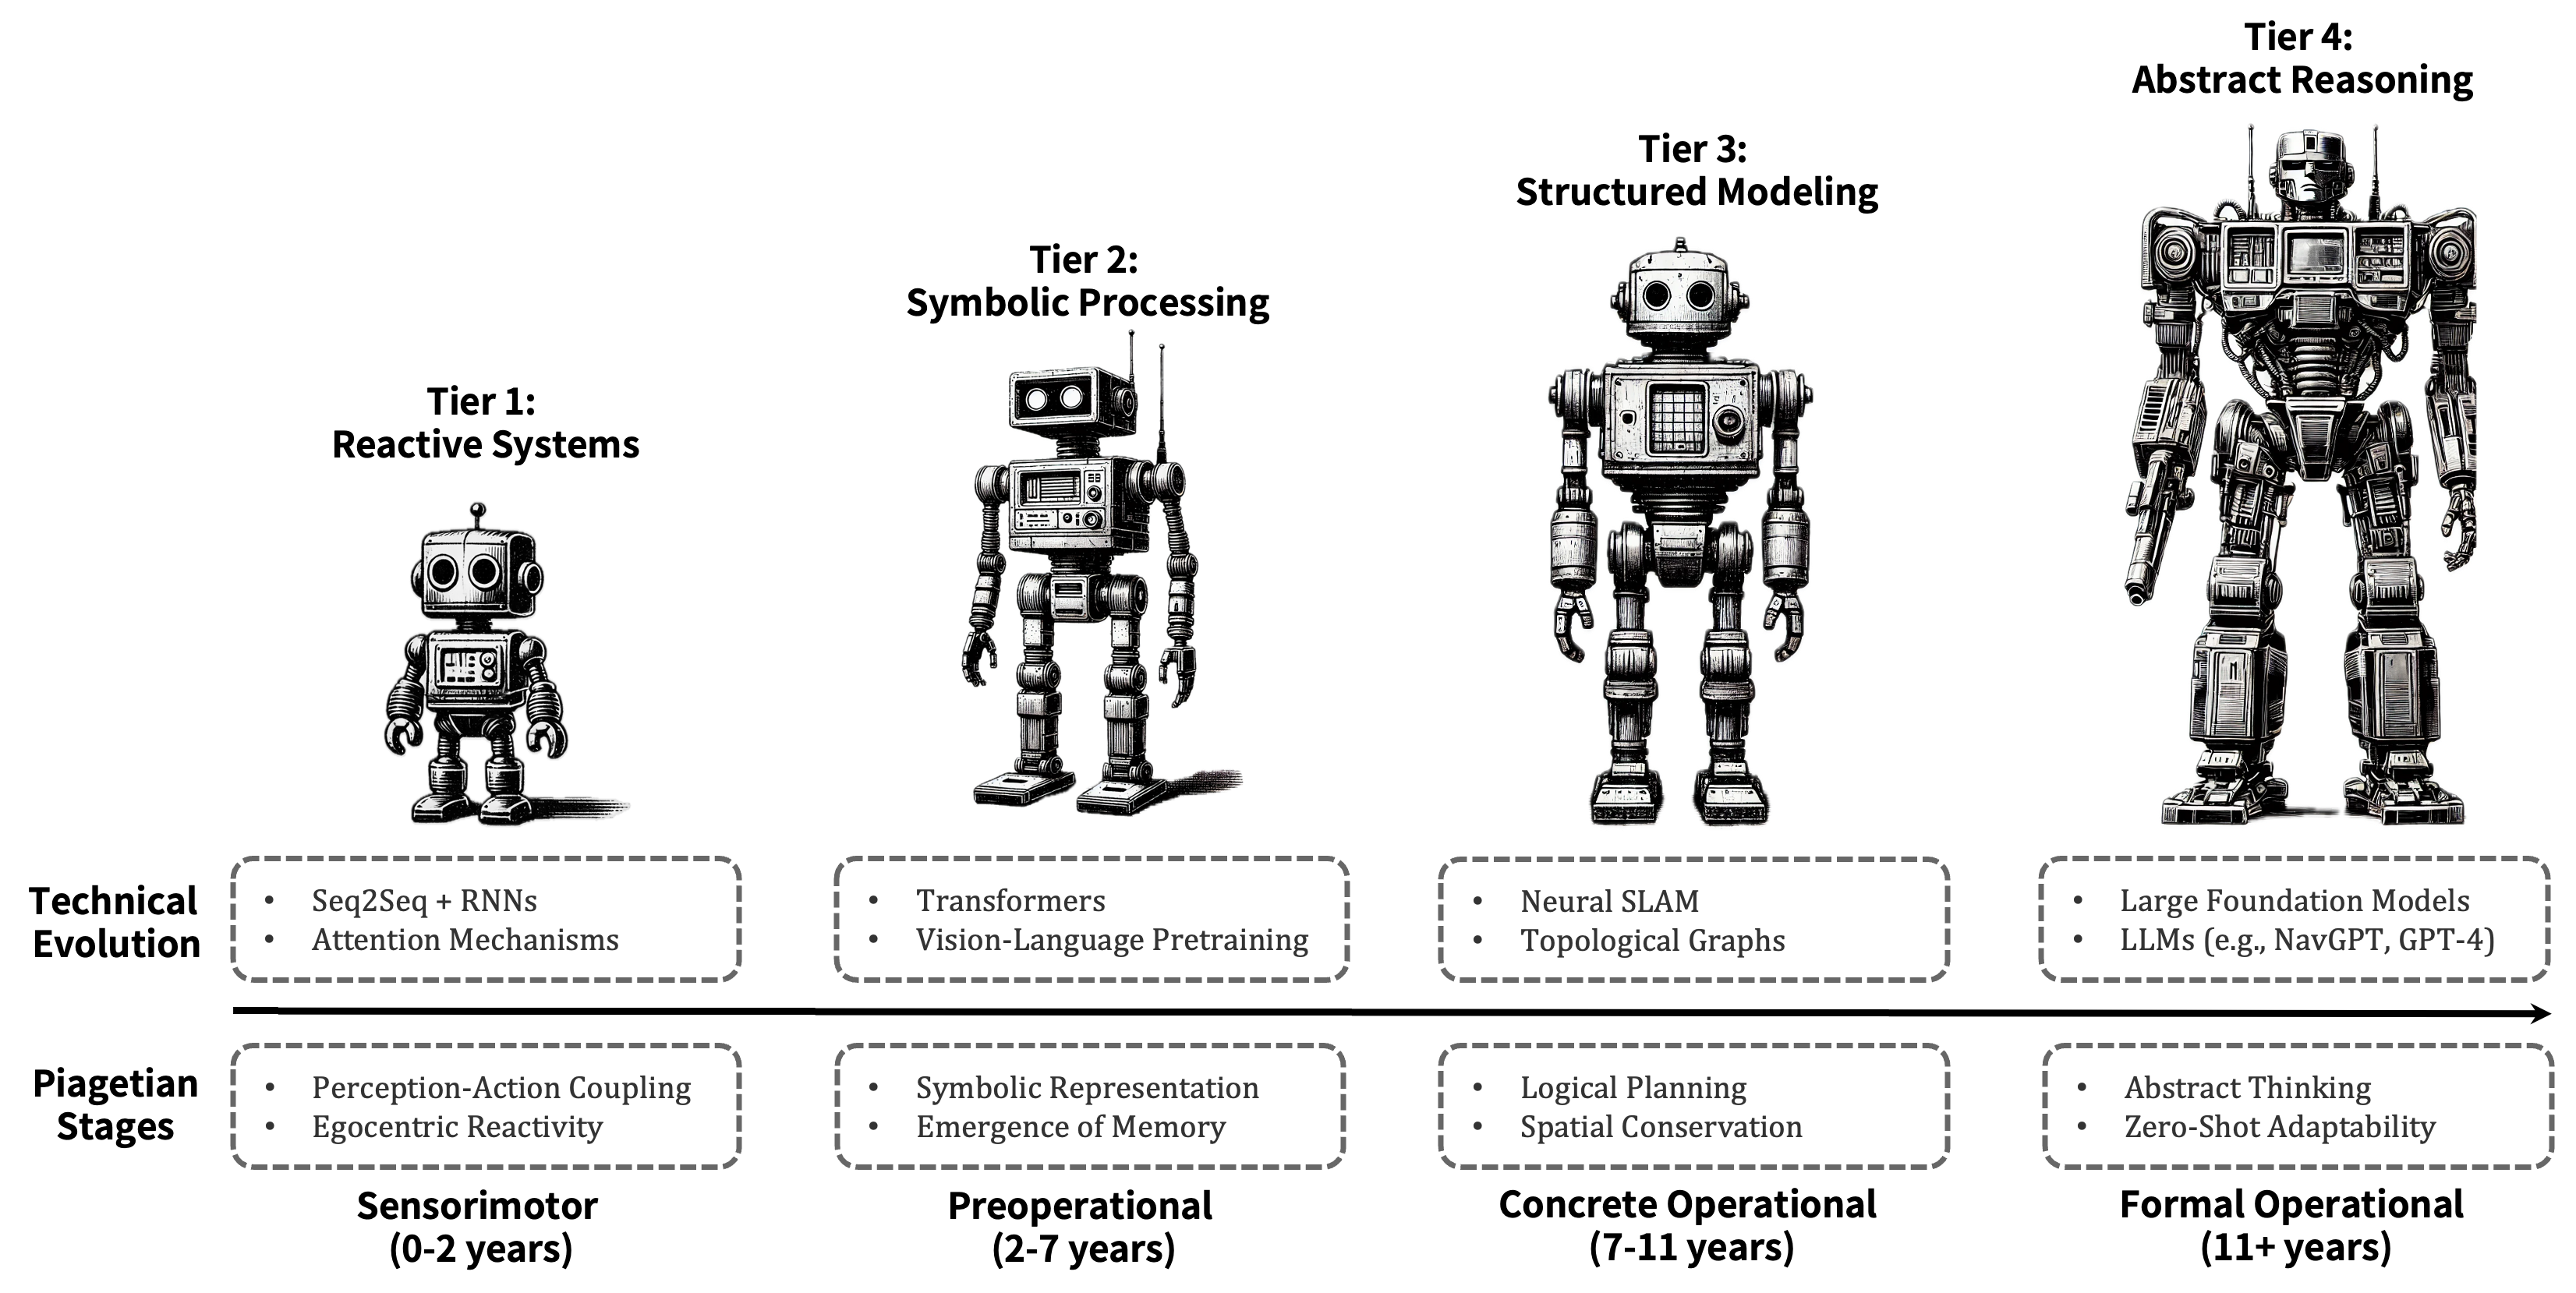 Tier 1:
Reactive Systems
Tier 2:
Symbolic Processing
Tier 3:
Structured Modeling
Tier 4:
Abstract Reasoning
Technical
Evolution
• Seq2Seq + RNNs
• Attention Mechanisms
• Transformers
• Vision-Language Pretraining
• Neural SLAM
• Topological Graphs
• Large Foundation Models
• LLMs (e.g., NavGPT, GPT-4)
Piagetian
Stages
• Perception-Action Coupling
• Egocentric Reactivity
• Symbolic Representation
• Emergence of Memory
• Logical Planning
• Spatial Conservation
• Abstract Thinking
• Zero-Shot Adaptability
Sensorimotor
(0-2 years)
Preoperational
(2-7 years)
Concrete Operational
(7-11 years)
Formal Operational
(11+ years)